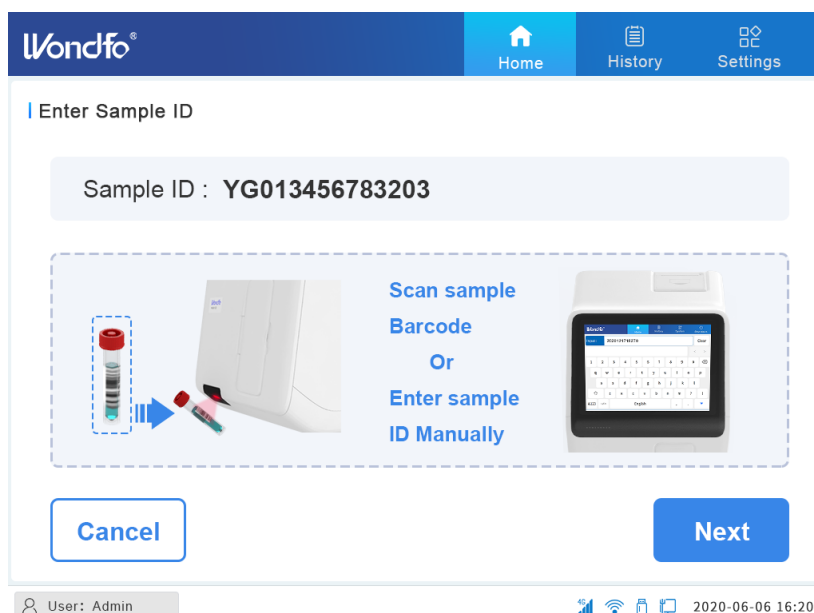 Wondfo®
Home
History
Settings
Enter Sample ID
Sample ID : YG013456783203
Scan sample
Barcode
Or
Enter sample
ID Manually
Cancel
Next
User: Admin
4G
2020-06-06 16:20